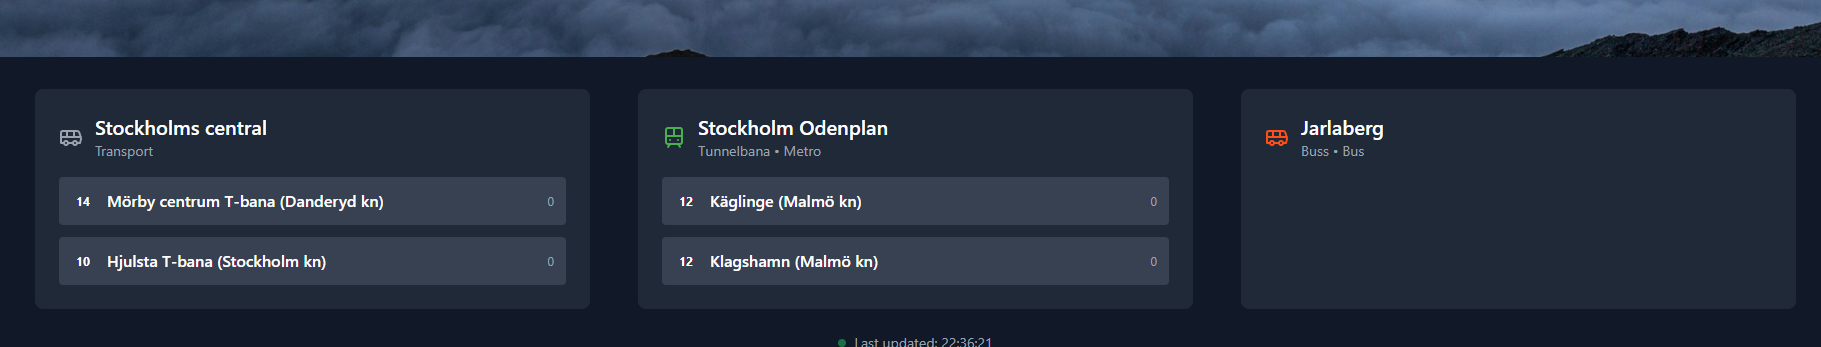 Stockholms central
Transport
14 Mörby centrum T-bana (Danderyd kn) 0
10 Hjulsta T-bana (Stockholm kn) 0
Stockholm Odenplan
Tunnelbana • Metro
12 Käglinge (Malmö kn) 0
12 Klagshamn (Malmö kn) 0
Jarlaberg
Buss • Bus
Last updated: 22:36:21